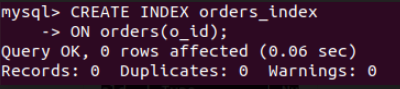 mysql> CREATE INDEX orders_index
    -> ON orders(o_id);
Query OK, 0 rows affected (0.06 sec)
Records: 0  Duplicates: 0  Warnings: 0